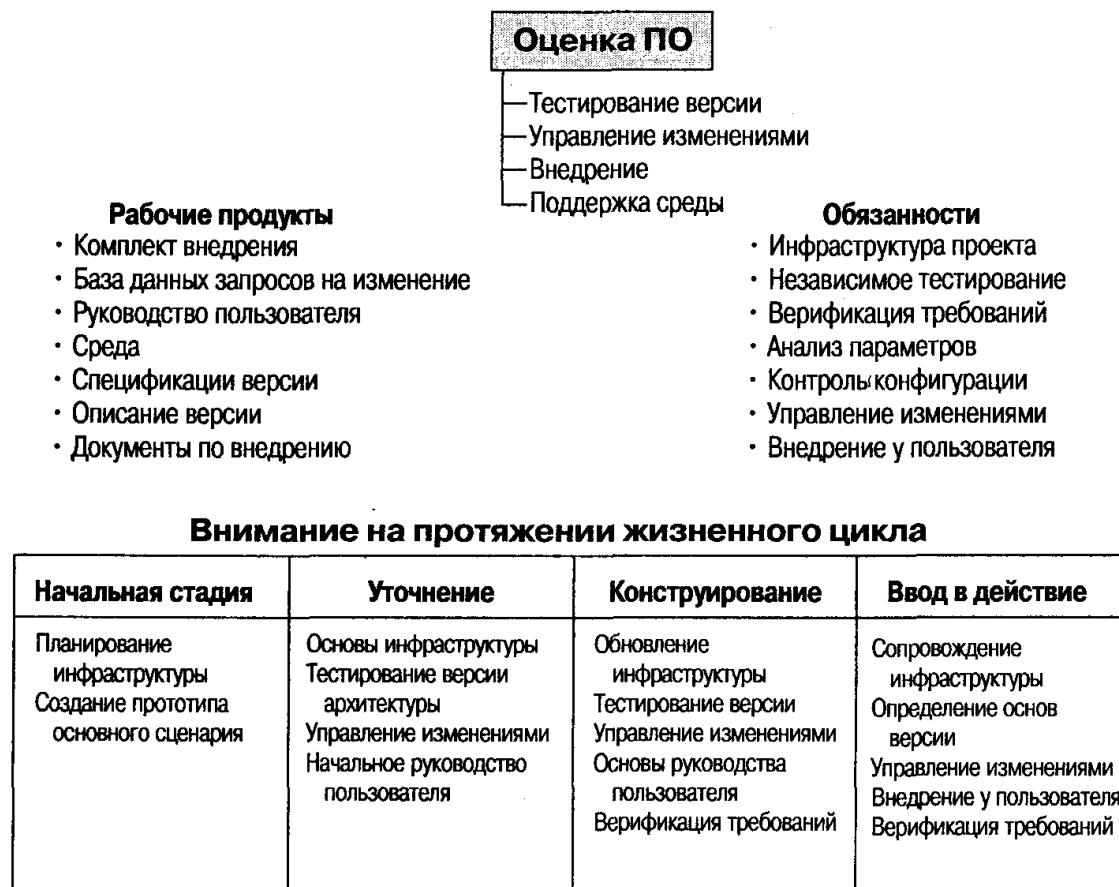 Оценка ПО
Тестирование версии
Управление изменениями
Внедрение
Поддержка среды
Рабочие продукты
· Комплект внедрения
· База данных запросов на изменение
· Руководство пользователя
· Среда
· Спецификации версии
· Описание версии
· Документы по внедрению
Обязанности
· Инфраструктура проекта
· Независимое тестирование
· Верификация требований
· Анализ параметров
· Контроль конфигурации
· Управление изменениями
· Внедрение у пользователя
Внимание на протяжении жизненного цикла
Начальная стадия
Планирование
инфраструктуры
Создание прототипа
основного сценария
Уточнение
Основы инфраструктуры
Тестирование версии
архитектуры
Управление изменениями
Начальное руководство
пользователя
Конструирование
Обновление
инфраструктуры
Тестирование версии
Управление изменениями
Основы руководства
пользователя
Верификация требований
Ввод в действие
Сопровождение
инфраструктуры
Определение основ
версии
Управление изменениями
Внедрение у пользователя
Верификация требований